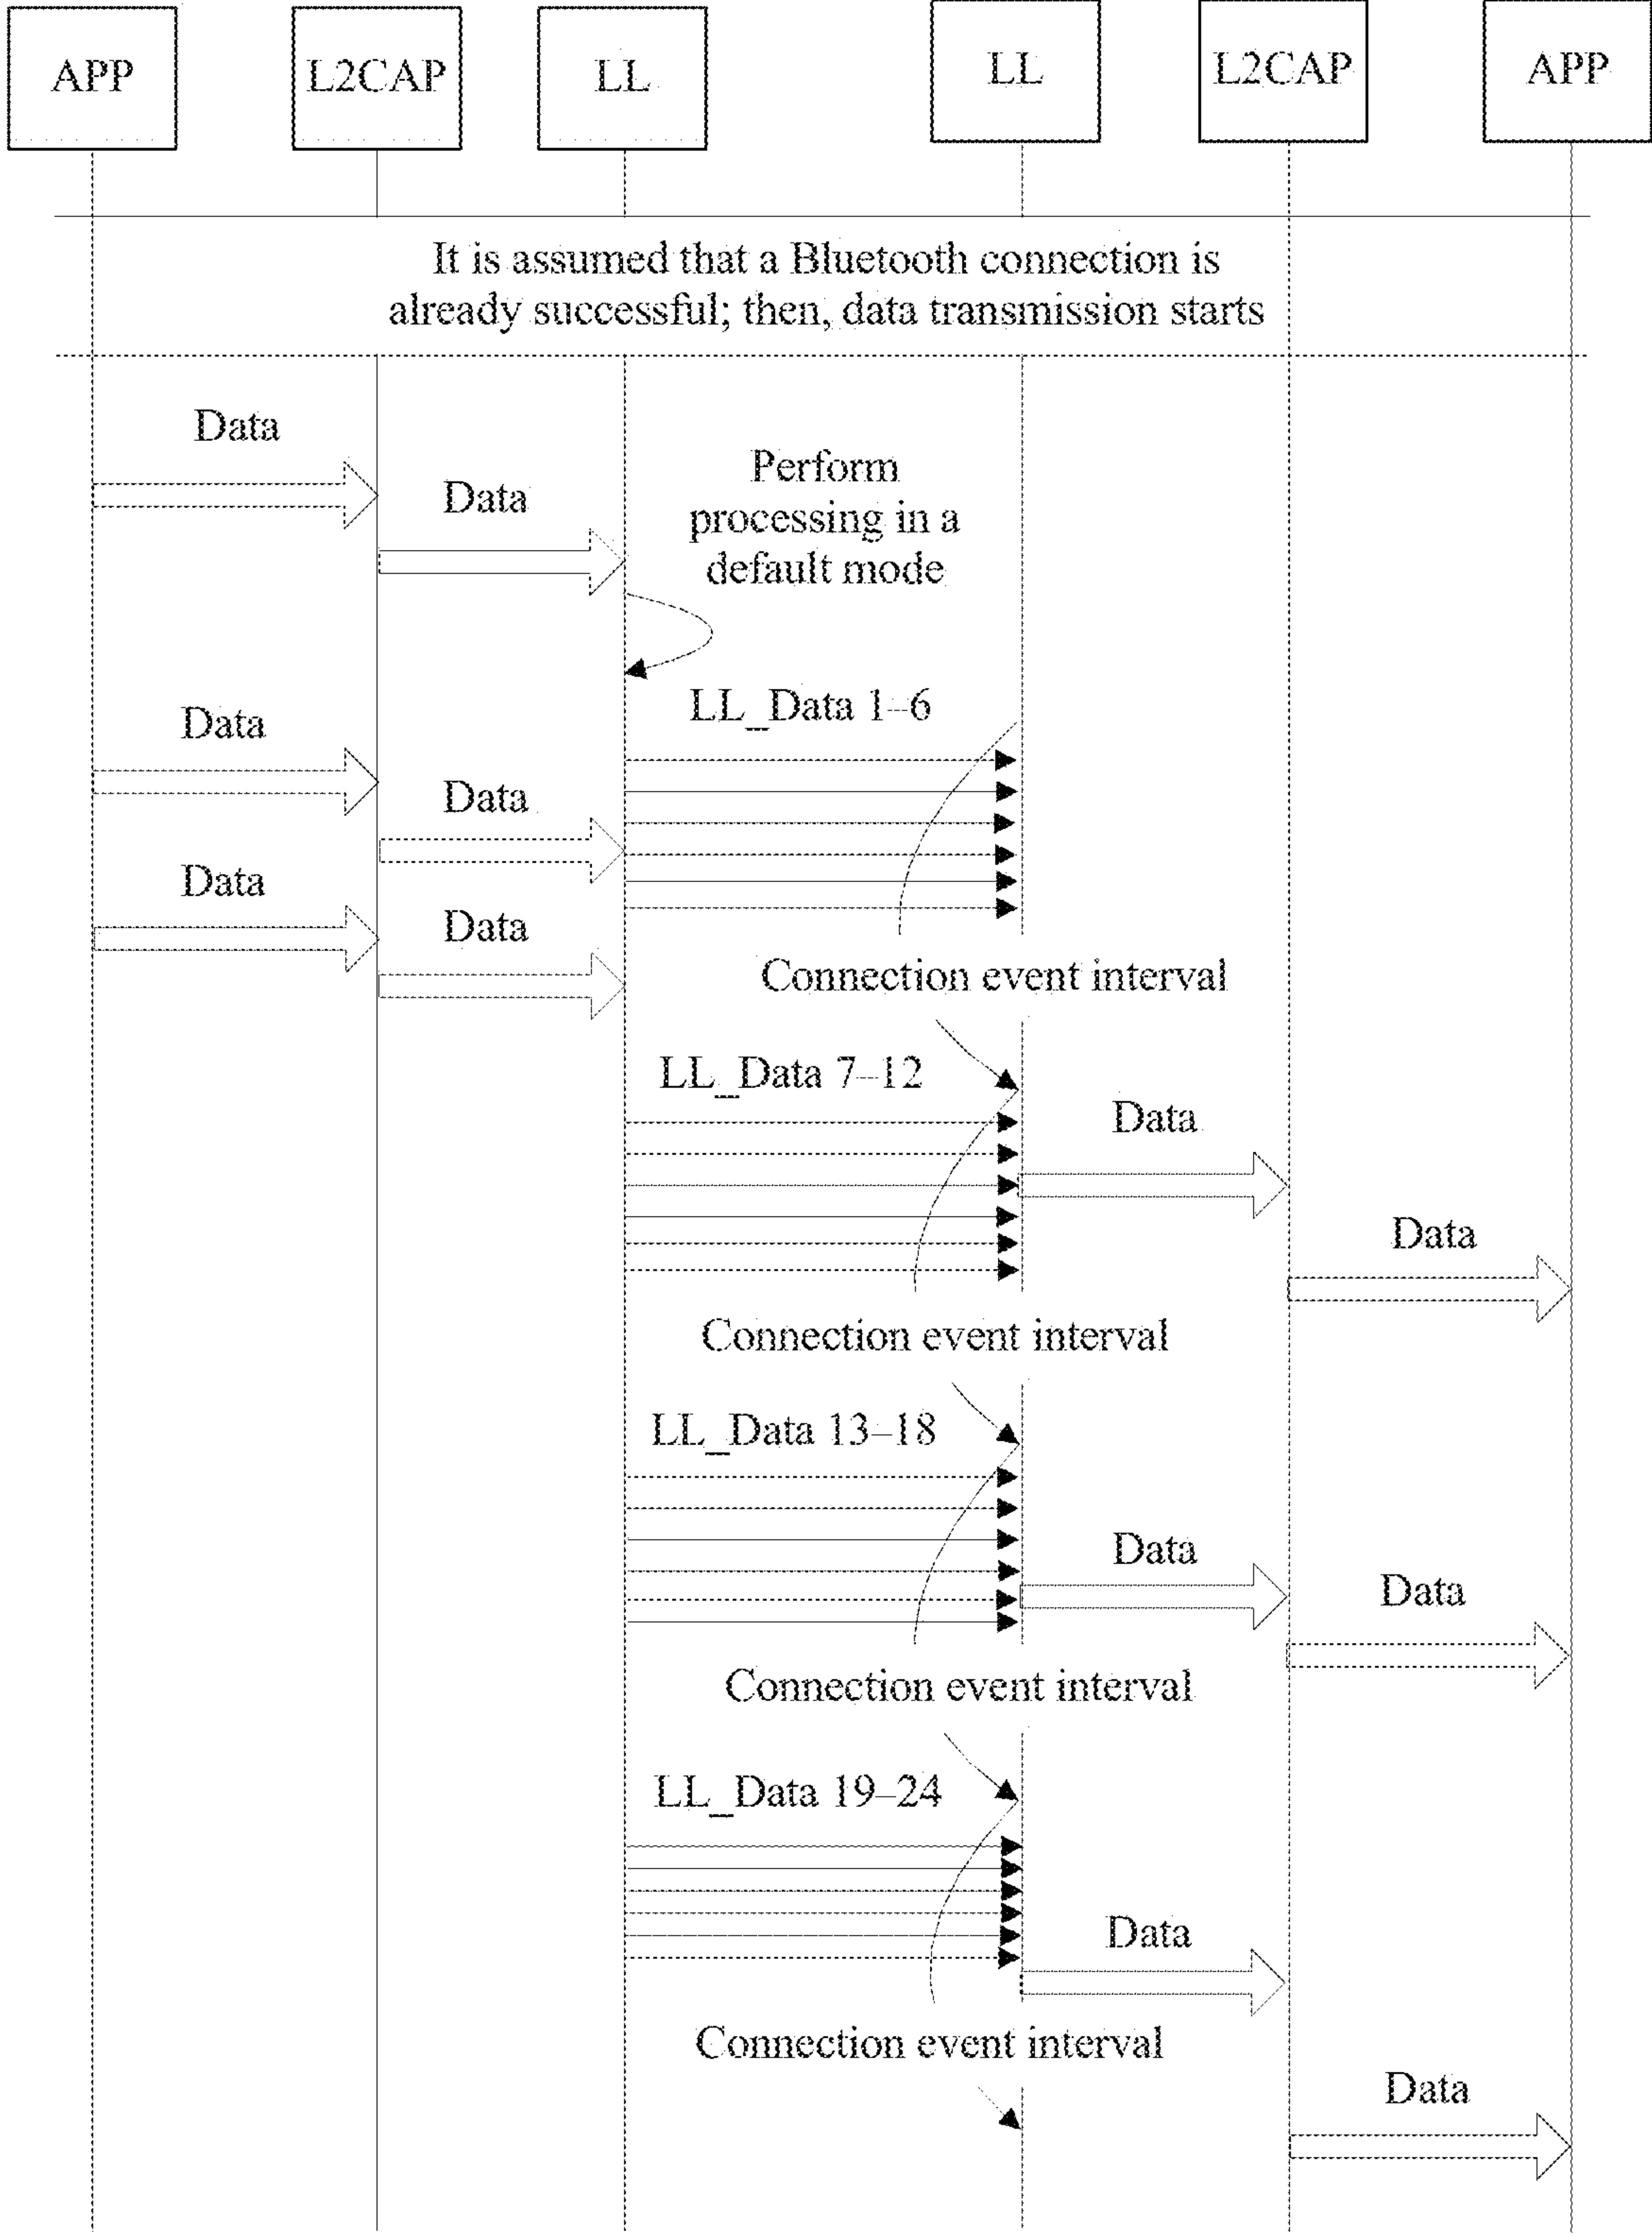 APP
L2CAP
LL
LL
L2CAP
APP
It is assumed that a Bluetooth connection is
already successful; then, data transmission starts
Data
Data
Perform
processing in a
default mode
LL_Data 1–6
Data
Data
Data
Data
Connection event interval
LL_Data 7–12
Data
Data
Connection event interval
LL_Data 13–18
Data
Data
Connection event interval
LL_Data 19–24
Data
Connection event interval
Data